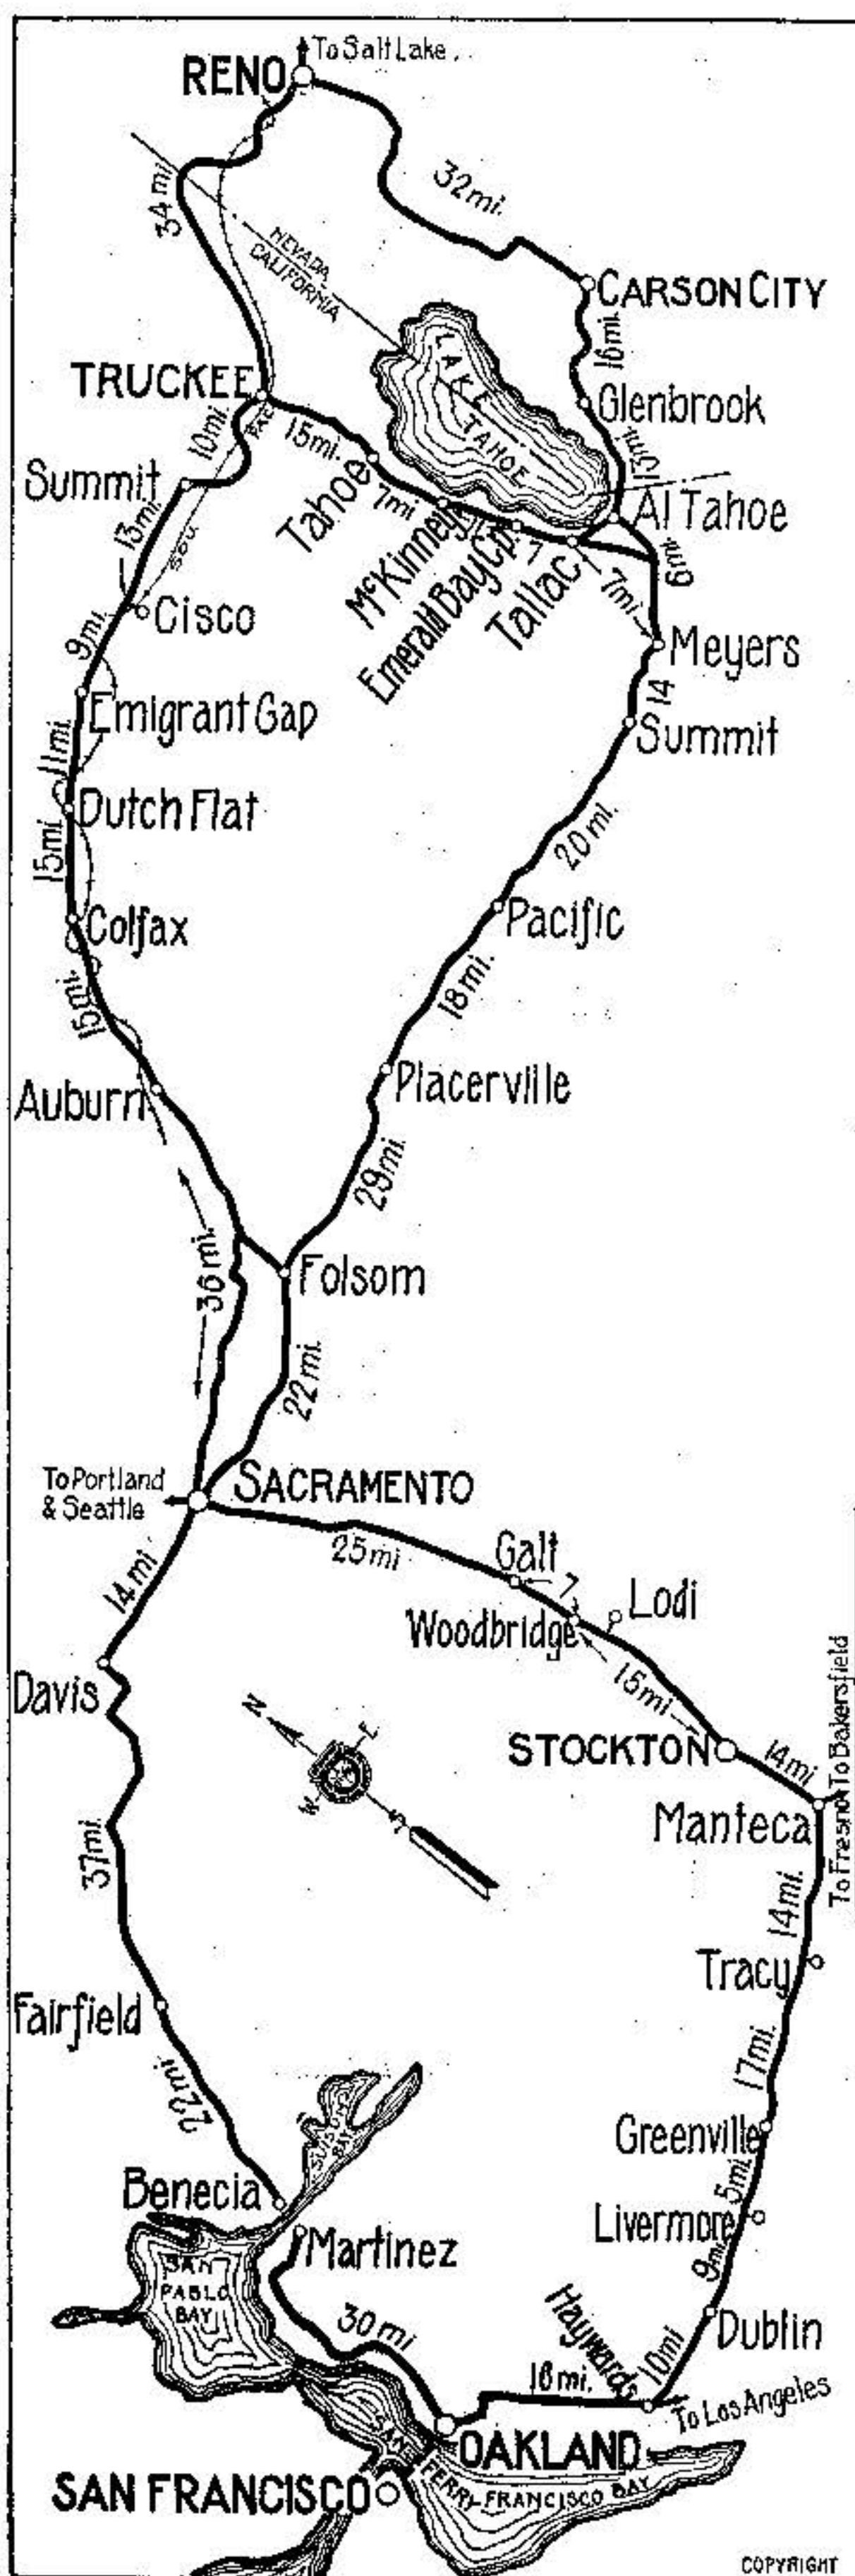 To Salt Lake
RENO
34 mi
32 mi.
NEVADA
CALIFORNIA
CARSON CITY
16 mi.
LAKE
TAHOE
TRUCKEE
Glenbrook
15 mi.
10 mi.
PAC
15 mi.
Summit
Tahoe
7 mi
Al Tahoe
13 mi.
SOU.
McKinneys
Emerald Bay Cp.
7
Tallac
6 mi.
7 mi.
Cisco
9 mi.
Meyers
14
Emigrant Gap
Summit
11 mi.
Dutch Flat
20 mi.
15 mi.
Colfax
Pacific
18 mi.
15 mi.
Auburn
Placerville
29 mi.
36 mi.
Folsom
22 mi.
To Portland
& Seattle
SACRAMENTO
25 mi
Galt
7
14 mi
Woodbridge
Lodi
15 mi
Davis
N
E
W
S
STOCKTON
14 mi
Manteca
To Fresno To Bakersfield
37 mi.
14 mi.
Tracy
Fairfield
17 mi.
22 mi
SUISUN
BAY
Greenville
5 mi.
Benecia
Livermore
Martinez
9 mi.
SAN
PABLO
BAY
30 mi
Haywards
Dublin
10 mi
16 mi.
To Los Angeles
OAKLAND
SAN FRANCISCO BAY
FERRY
SAN FRANCISCO
COPYRIGHT